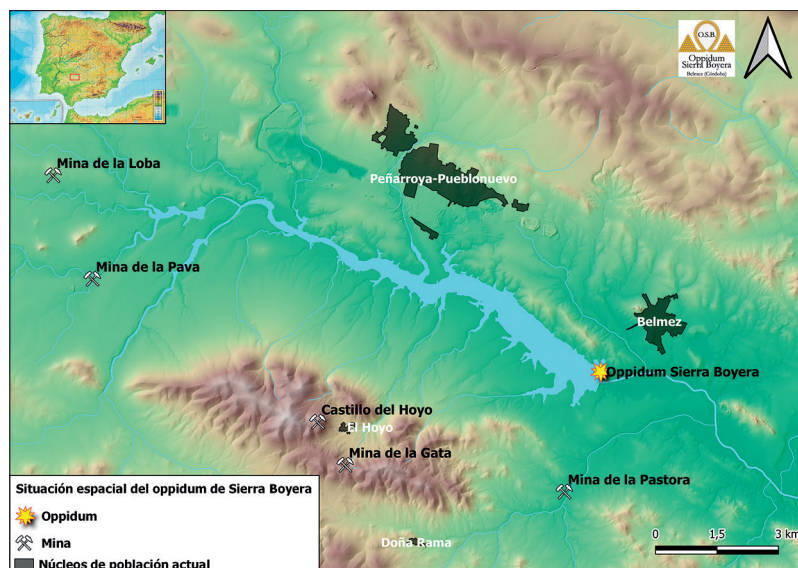 O.S.B.
Oppidum
Sierra Boyera
Belmez (Córdoba)
Mina de la Loba
Peñarroya-Pueblonuevo
Mina de la Pava
Belmez
Oppidum Sierra Boyera
Castillo del Hoyo
El Hoyo
Mina de la Gata
Mina de la Pastora
Doña Rama
Situación espacial del oppidum de Sierra Boyera
Oppidum
Mina
Núcleos de población actual
0 1,5 3 km